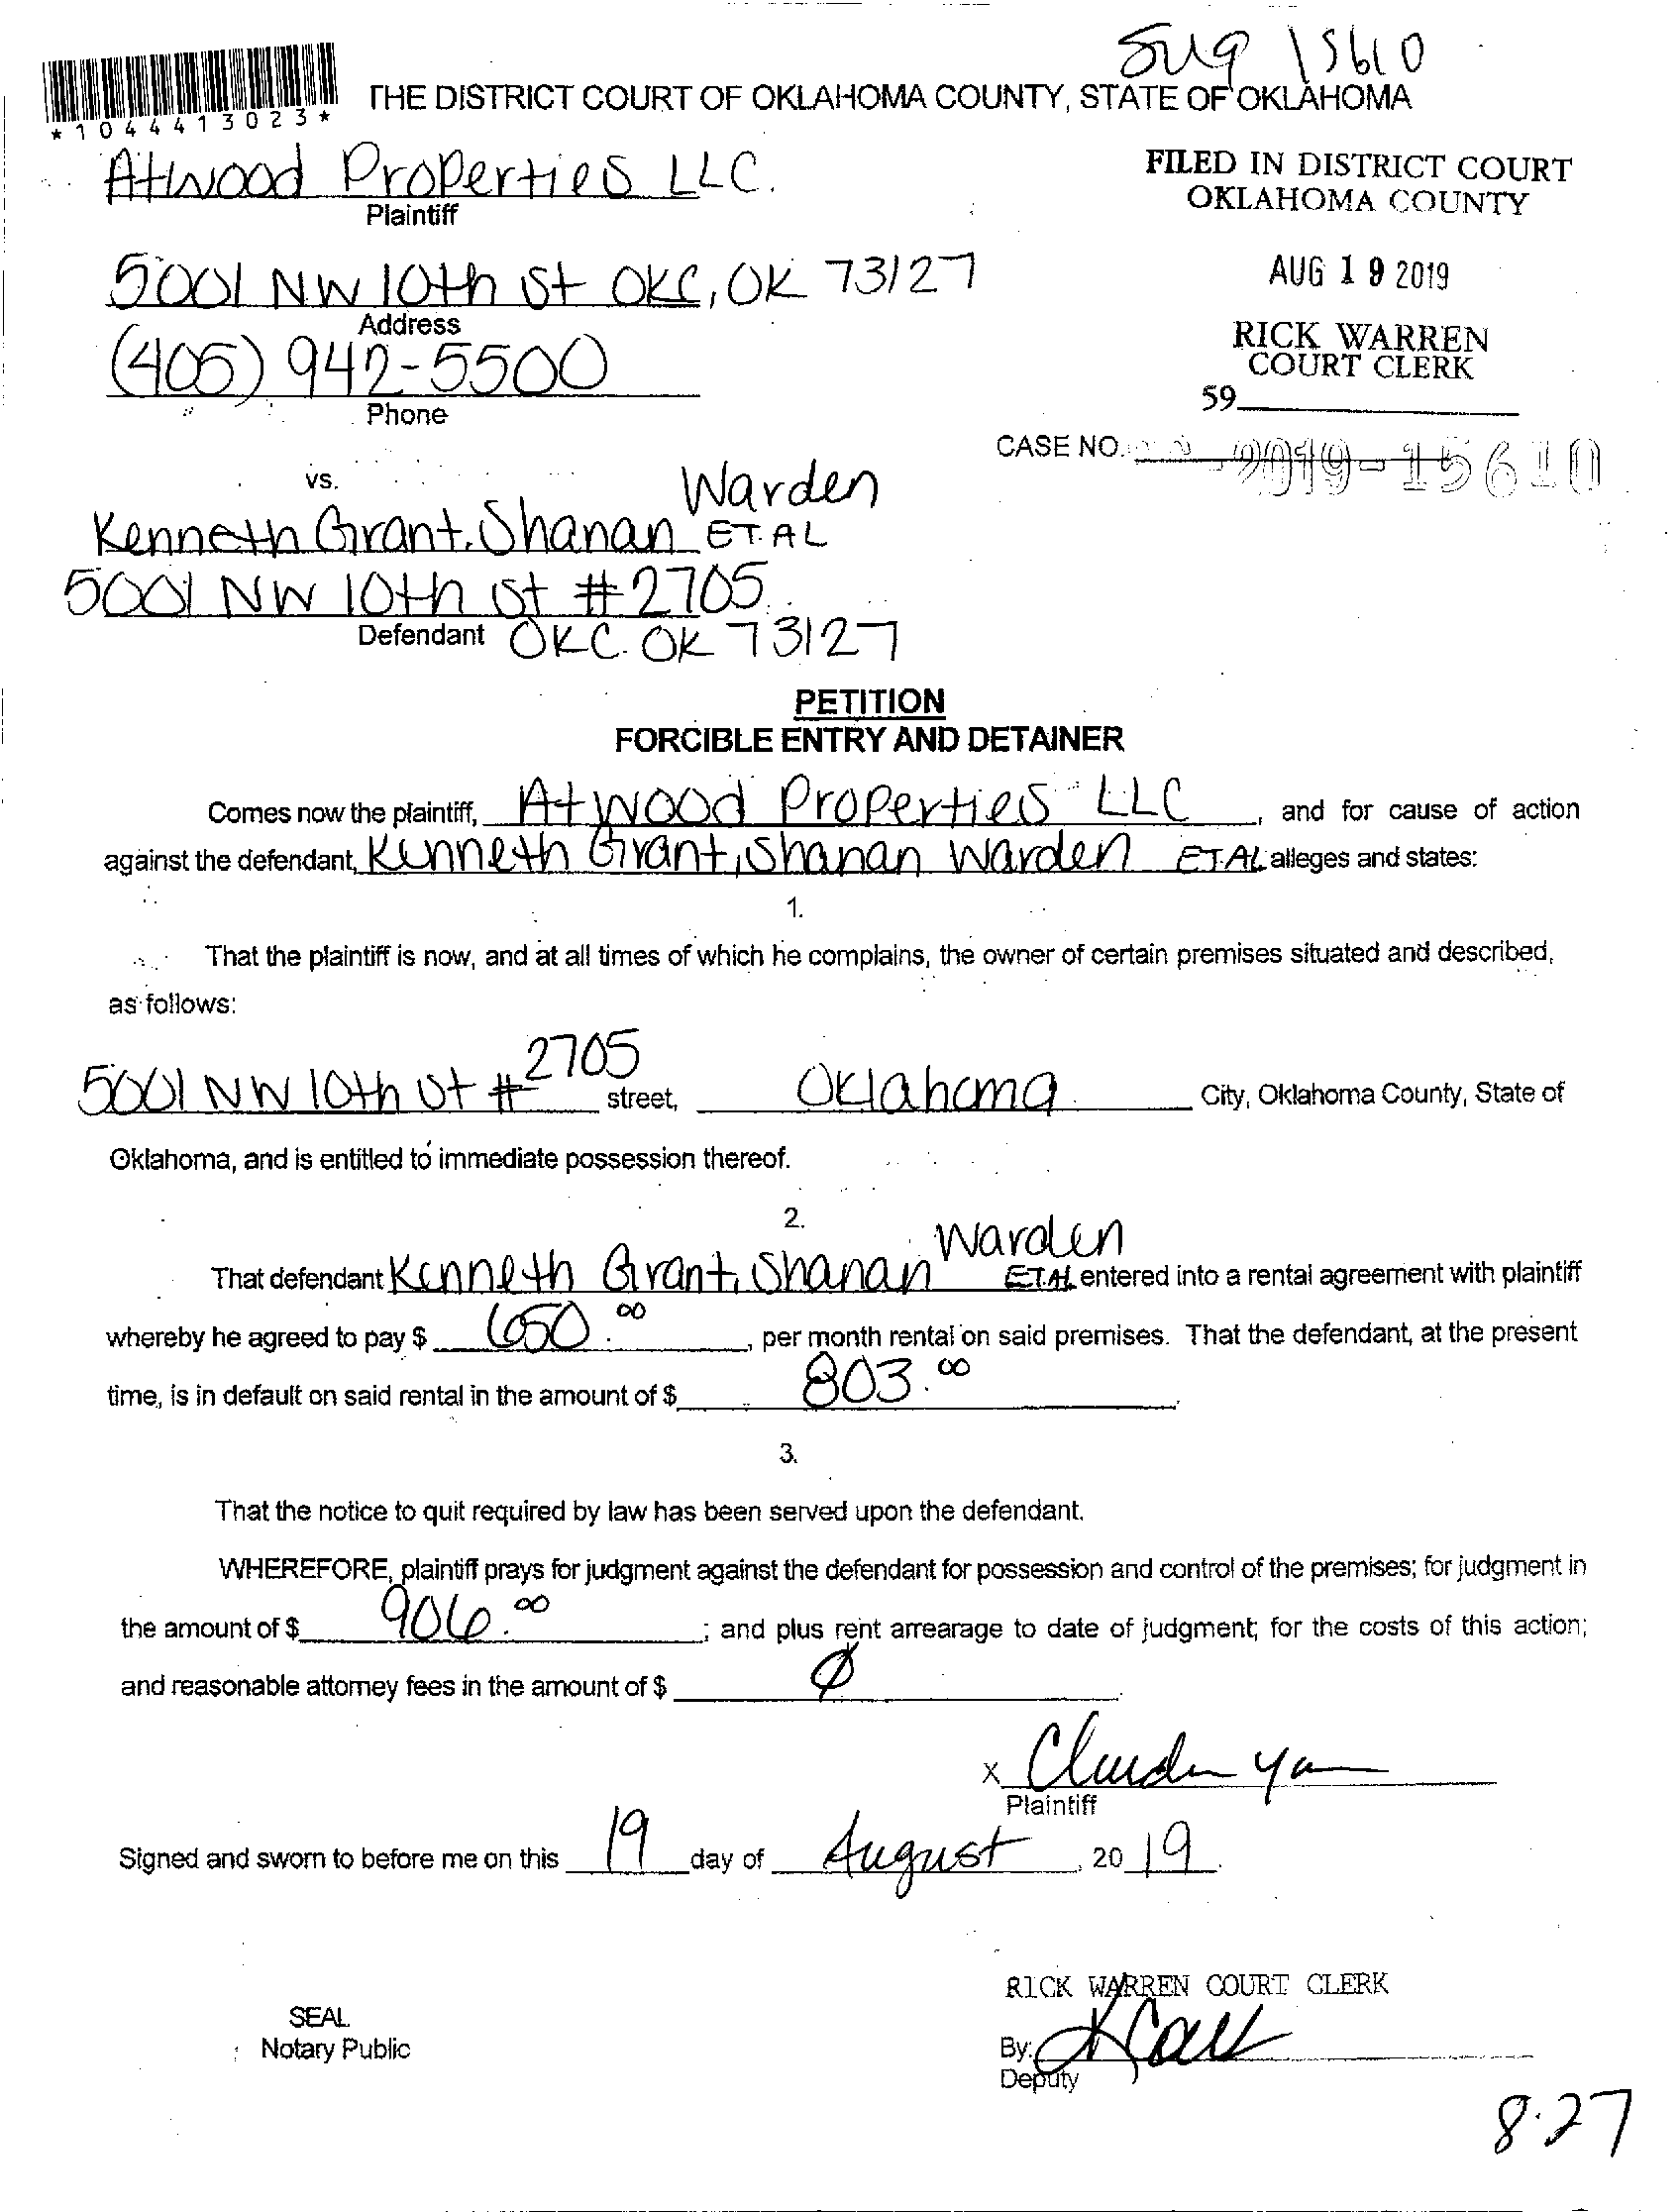 SU19 15610
*1044413023*
THE DISTRICT COURT OF OKLAHOMA COUNTY, STATE OF OKLAHOMA
Atwood Properties LLC.
Plaintiff
FILED IN DISTRICT COURT
OKLAHOMA COUNTY
5001 NW 10th St OKC, OK 73127
Address
AUG 19 2019
(405) 942-5500
Phone
RICK WARREN
COURT CLERK
59
CASE NO. -2019-15610
vs.
Warden
Kenneth Grant, Shanan ET.AL
5001 NW 10th st #2705
Defendant OKC. OK 73127
PETITION
FORCIBLE ENTRY AND DETAINER
Comes now the plaintiff, Atwood Properties LLC, and for cause of action
against the defendant, Kenneth Grant, Shanan Warden ET.AL alleges and states:
1.
That the plaintiff is now, and at all times of which he complains, the owner of certain premises situated and described,
as follows:
5001 NW 10th St #2705 street, Oklahoma City, Oklahoma County, State of
Oklahoma, and is entitled to immediate possession thereof.
2.
Warden
That defendant Kenneth Grant, Shanan ET.AL entered into a rental agreement with plaintiff
whereby he agreed to pay $ 650.00, per month rental on said premises. That the defendant, at the present
time, is in default on said rental in the amount of $ 803.00
3.
That the notice to quit required by law has been served upon the defendant.
WHEREFORE, plaintiff prays for judgment against the defendant for possession and control of the premises; for judgment in
the amount of $ 906.00; and plus rent arrearage to date of judgment; for the costs of this action;
and reasonable attorney fees in the amount of $ Ø
X
Plaintiff
Signed and sworn to before me on this 19 day of August, 20 19.
RICK WARREN COURT CLERK
SEAL
Notary Public
By:
Deputy
8.27